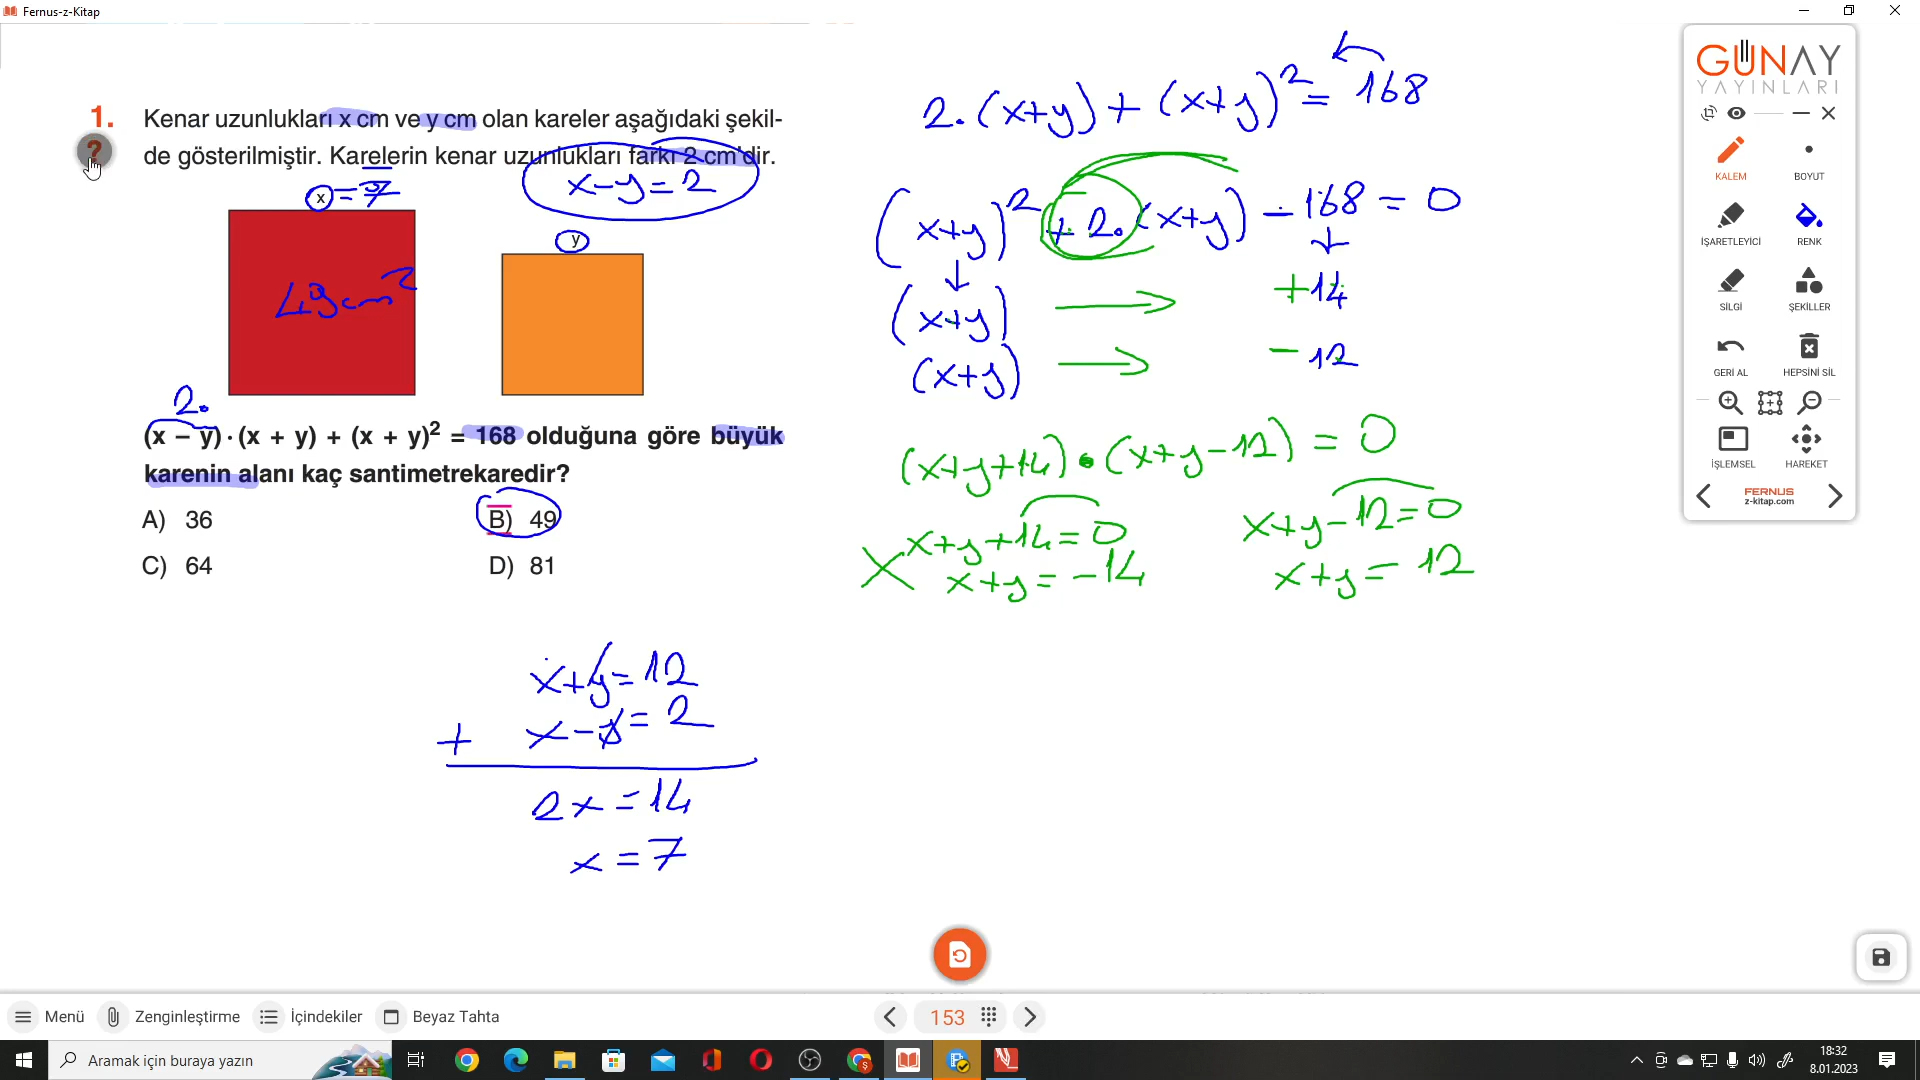 Fernus-z-Kitap
1. Kenar uzunlukları x cm ve y cm olan kareler aşağıdaki şekil-
de gösterilmiştir. Karelerin kenar uzunlukları farkı 2 cm'dir.
?
x = 7
x-y=2
y
49cm²
2.
(x − y)·(x + y) + (x + y)² = 168 olduğuna göre büyük
karenin alanı kaç santimetrekaredir?
A) 36
B) 49
C) 64
D) 81
x+y=12
+ x-y=2
2x=14
x=7
2.(x+y)+(x+y)²=168
(x+y)²+2.(x+y)-168=0
(x+y) +14
(x+y) -12
(x+y+14)•(x+y-12)=0
x+y+14=0
x+y=-14
x+y-12=0
x+y=12
GÜNAY
YAYINLARI
KALEM
BOYUT
İŞARETLEYİCİ
RENK
SİLGİ
ŞEKİLLER
GERİ AL
HEPSİNİ SİL
İŞLEMSEL
HAREKET
FERNUS
z-kitap.com
Menü
Zenginleştirme
İçindekiler
Beyaz Tahta
153
Aramak için buraya yazın
18:32
8.01.2023